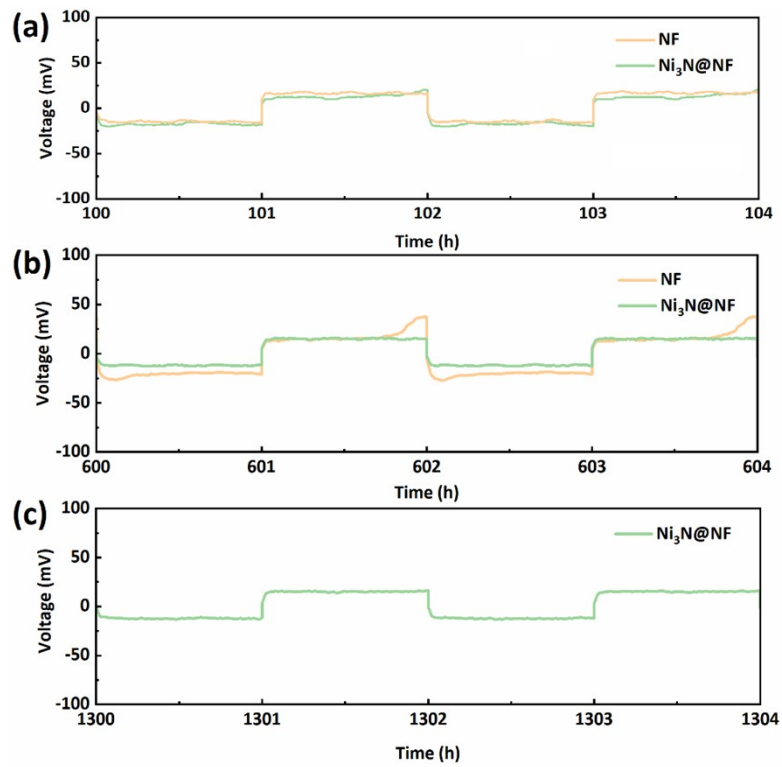 (a)
Voltage (mV)
100
50
0
-50
-100
NF
Ni₃N@NF
100 101 102 103 104
Time (h)
(b)
Voltage (mV)
100
50
0
-50
-100
NF
Ni₃N@NF
600 601 602 603 604
Time (h)
(c)
Voltage (mV)
100
50
0
-50
-100
Ni₃N@NF
1300 1301 1302 1303 1304
Time (h)